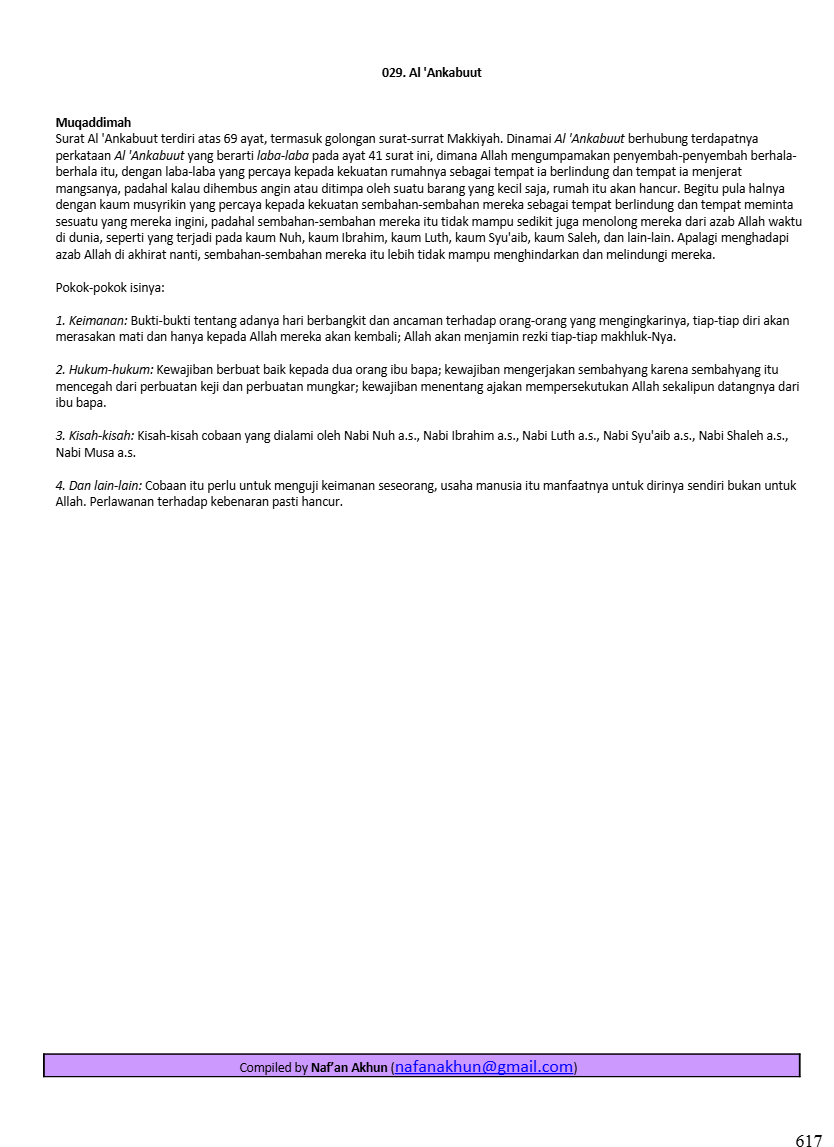 029. Al 'Ankabuut
Muqaddimah
Surat Al 'Ankabuut terdiri atas 69 ayat, termasuk golongan surat-surrat Makkiyah. Dinamai Al 'Ankabuut berhubung terdapatnya
perkataan Al 'Ankabuut yang berarti laba-laba pada ayat 41 surat ini, dimana Allah mengumpamakan penyembah-penyembah berhala-
berhala itu, dengan laba-laba yang percaya kepada kekuatan rumahnya sebagai tempat ia berlindung dan tempat ia menjerat
mangsanya, padahal kalau dihembus angin atau ditimpa oleh suatu barang yang kecil saja, rumah itu akan hancur. Begitu pula halnya
dengan kaum musyrikin yang percaya kepada kekuatan sembahan-sembahan mereka sebagai tempat berlindung dan tempat meminta
sesuatu yang mereka ingini, padahal sembahan-sembahan mereka itu tidak mampu sedikit juga menolong mereka dari azab Allah waktu
di dunia, seperti yang terjadi pada kaum Nuh, kaum Ibrahim, kaum Luth, kaum Syu'aib, kaum Saleh, dan lain-lain. Apalagi menghadapi
azab Allah di akhirat nanti, sembahan-sembahan mereka itu lebih tidak mampu menghindarkan dan melindungi mereka.
Pokok-pokok isinya:
1. Keimanan: Bukti-bukti tentang adanya hari berbangkit dan ancaman terhadap orang-orang yang mengingkarinya, tiap-tiap diri akan
merasakan mati dan hanya kepada Allah mereka akan kembali; Allah akan menjamin rezki tiap-tiap makhluk-Nya.
2. Hukum-hukum: Kewajiban berbuat baik kepada dua orang ibu bapa; kewajiban mengerjakan sembahyang karena sembahyang itu
mencegah dari perbuatan keji dan perbuatan mungkar; kewajiban menentang ajakan mempersekutukan Allah sekalipun datangnya dari
ibu bapa.
3. Kisah-kisah: Kisah-kisah cobaan yang dialami oleh Nabi Nuh a.s., Nabi Ibrahim a.s., Nabi Luth a.s., Nabi Syu'aib a.s., Nabi Shaleh a.s.,
Nabi Musa a.s.
4. Dan lain-lain: Cobaan itu perlu untuk menguji keimanan seseorang, usaha manusia itu manfaatnya untuk dirinya sendiri bukan untuk
Allah. Perlawanan terhadap kebenaran pasti hancur.
Compiled by Naf’an Akhun (nafanakhun@gmail.com)
617